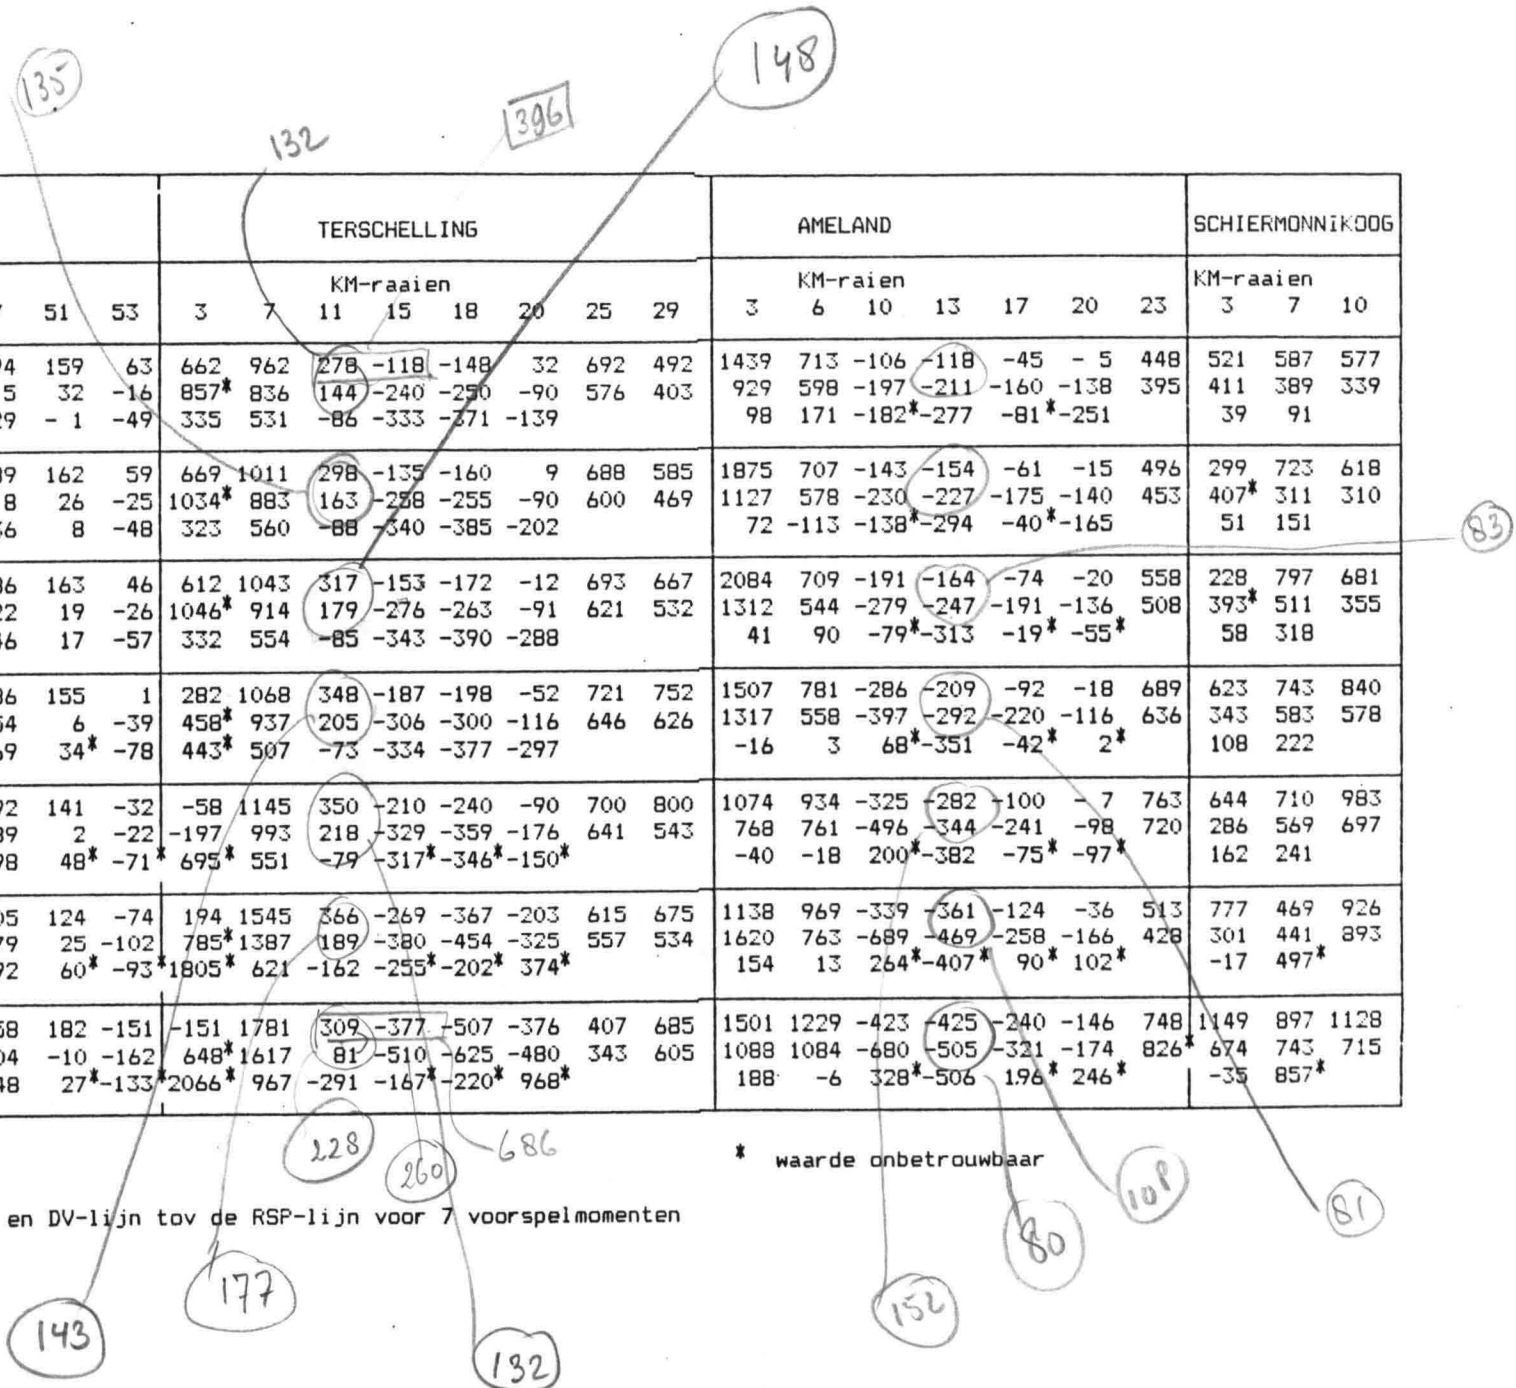 135
148
396
132
TERSCHELLING AMELAND SCHIERMONNIKOOG
KM-raaien KM-raien KM-raaien
51 53 3 7 11 15 18 20 25 29 3 6 10 13 17 20 23 3 7 10
159 63 662 962 278 -118 -148 32 692 492 1439 713 -106 -118 -45 - 5 448 521 587 577
5 32 -16 857* 836 144 -240 -250 -90 576 403 929 598 -197 -211 -160 -138 395 411 389 339
- 1 -49 335 531 -86 -333 -371 -139 98 171 -182* -277 -81* -251 39 91
162 59 669 1011 298 -135 -160 9 688 585 1875 707 -143 -154 -61 -15 496 299 723 618
8 26 -25 1034* 883 163 -258 -255 -90 600 469 1127 578 -230 -227 -175 -140 453 407* 311 310
8 -48 323 560 -88 -340 -385 -202 72 -113 -138* -294 -40* -165 51 151
83
163 46 612 1043 317 -153 -172 -12 693 667 2084 709 -191 -164 -74 -20 558 228 797 681
19 -26 1046* 914 179 -276 -263 -91 621 532 1312 544 -279 -247 -191 -136 508 393* 511 355
17 -57 332 554 -85 -343 -390 -288 41 90 -79* -313 -19* -55* 58 318
155 1 282 1068 348 -187 -198 -52 721 752 1507 781 -286 -209 -92 -18 689 623 743 840
6 -39 458* 937 205 -306 -300 -116 646 626 1317 558 -397 -292 -220 -116 636 343 583 578
34* -78 443* 507 -73 -334 -377 -297 -16 3 68* -351 -42* 2* 108 222
141 -32 -58 1145 350 -210 -240 -90 700 800 1074 934 -325 -282 -100 - 7 763 644 710 983
2 -22 -197 993 218 -329 -359 -176 641 543 768 761 -496 -344 -241 -98 720 286 569 697
48* -71* 695* 551 -79 -317* -346* -150* -40 -18 200* -382 -75* -97* 162 241
124 -74 194 1545 366 -269 -367 -203 615 675 1138 969 -339 -361 -124 -36 513 777 469 926
25 -102 785* 1387 189 -380 -454 -325 557 534 1620 763 -689 -469 -258 -166 428 301 441 893
60* -93* 1805* 621 -162 -255* -202* 374* 154 13 264* -407* 90* 102* -17 497*
182 -151 -151 1781 309 -377 -507 -376 407 685 1501 1229 -423 -425 -240 -146 748 1149 897 1128
-10 -162 648* 1617 81 -510 -625 -480 343 605 1088 1084 -680 -505 -321 -174 826* 674 743 715
27* -133* 2066* 967 -291 -167* -220* 968* 188 -6 328* -506 196* 246* -35 857*
228 260 686
* waarde onbetrouwbaar
108
81
en DV-lijn tov de RSP-lijn voor 7 voorspelmomenten
80
177
152
143
132